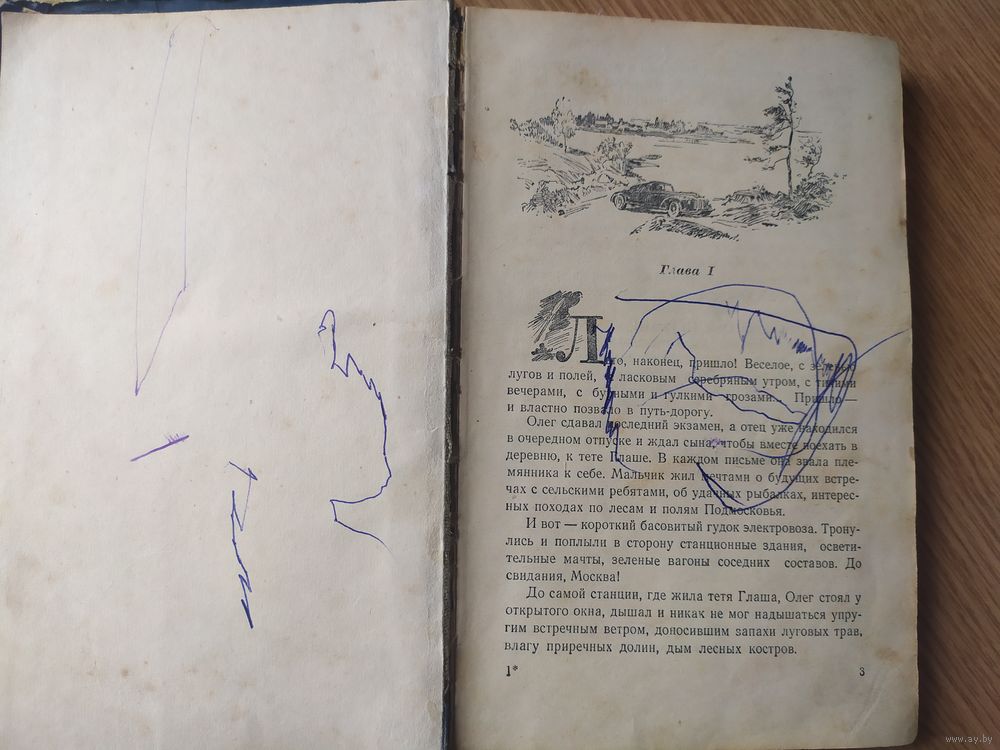 Глава I
Лето, наконец, пришло! Веселое, с зеленью
лугов и полей, с ласковым серебряным утром, с тихими
вечерами, с бурными и гулкими грозами... Пришло —
и властно позвало в путь-дорогу.
Олег сдавал последний экзамен, а отец уже находился
в очередном отпуске и ждал сына, чтобы вместе поехать в
деревню, к тете Глаше. В каждом письме она звала пле-
мянника к себе. Мальчик жил мечтами о будущих встре-
чах с сельскими ребятами, об удачных рыбалках, интерес-
ных походах по лесам и полям Подмосковья.
И вот — короткий басовитый гудок электровоза. Трону-
лись и поплыли в сторону станционные здания, осветі-
тельные мачты, зеленые вагоны соседних составов. До
свидания, Москва!
До самой станции, где жила тетя Глаша, Олег стоял у
открытого окна, дышал и никак не мог надышаться упру-
гим встречным ветром, доносившим запахи луговых трав,
влагу приречных долин, дым лесных костров.
1*
3
www.ay.by